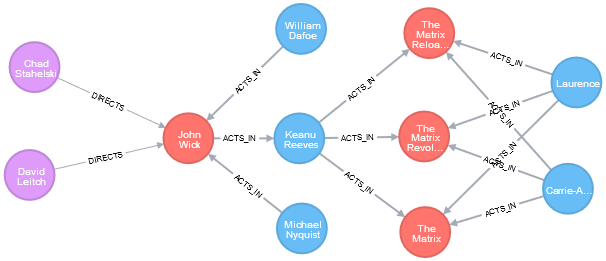 William
Dafoe
The
Matrix
Reloa...
Chad
Stahelski
ACTS_IN
ACTS_IN
Laurence
DIRECTS
ACTS_IN
ACTS_IN
ACTS_IN
John
Wick
ACTS_IN
Keanu
Reeves
ACTS_IN
The
Matrix
Revol...
DIRECTS
ACTS_IN
ACTS_IN
David
Leitch
ACTS_IN
ACTS_IN
Carrie-A...
ACTS_IN
Michael
Nyquist
The
Matrix